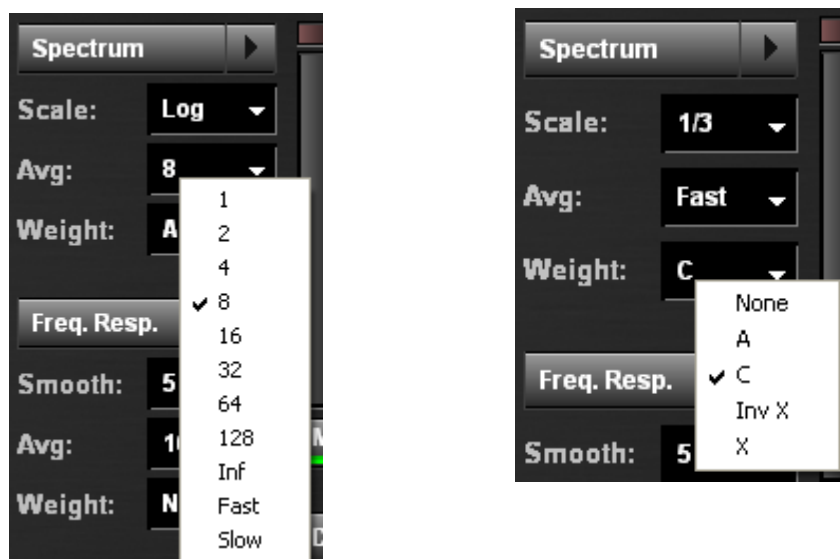 Spectrum
Scale: Log
Avg: 8
Weight: A
1
2
4
8
16
32
64
128
Inf
Fast
Slow
Freq. Resp.
Smooth: 5
Avg:
Weight: N
Spectrum
Scale: 1/3
Avg: Fast
Weight: C
None
A
C
Inv X
X
Freq. Resp.
Smooth: 5